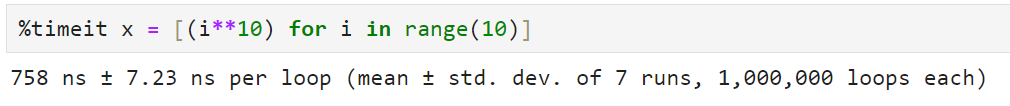 %timeit x = [(i**10) for i in range(10)]
758 ns ± 7.23 ns per loop (mean ± std. dev. of 7 runs, 1,000,000 loops each)